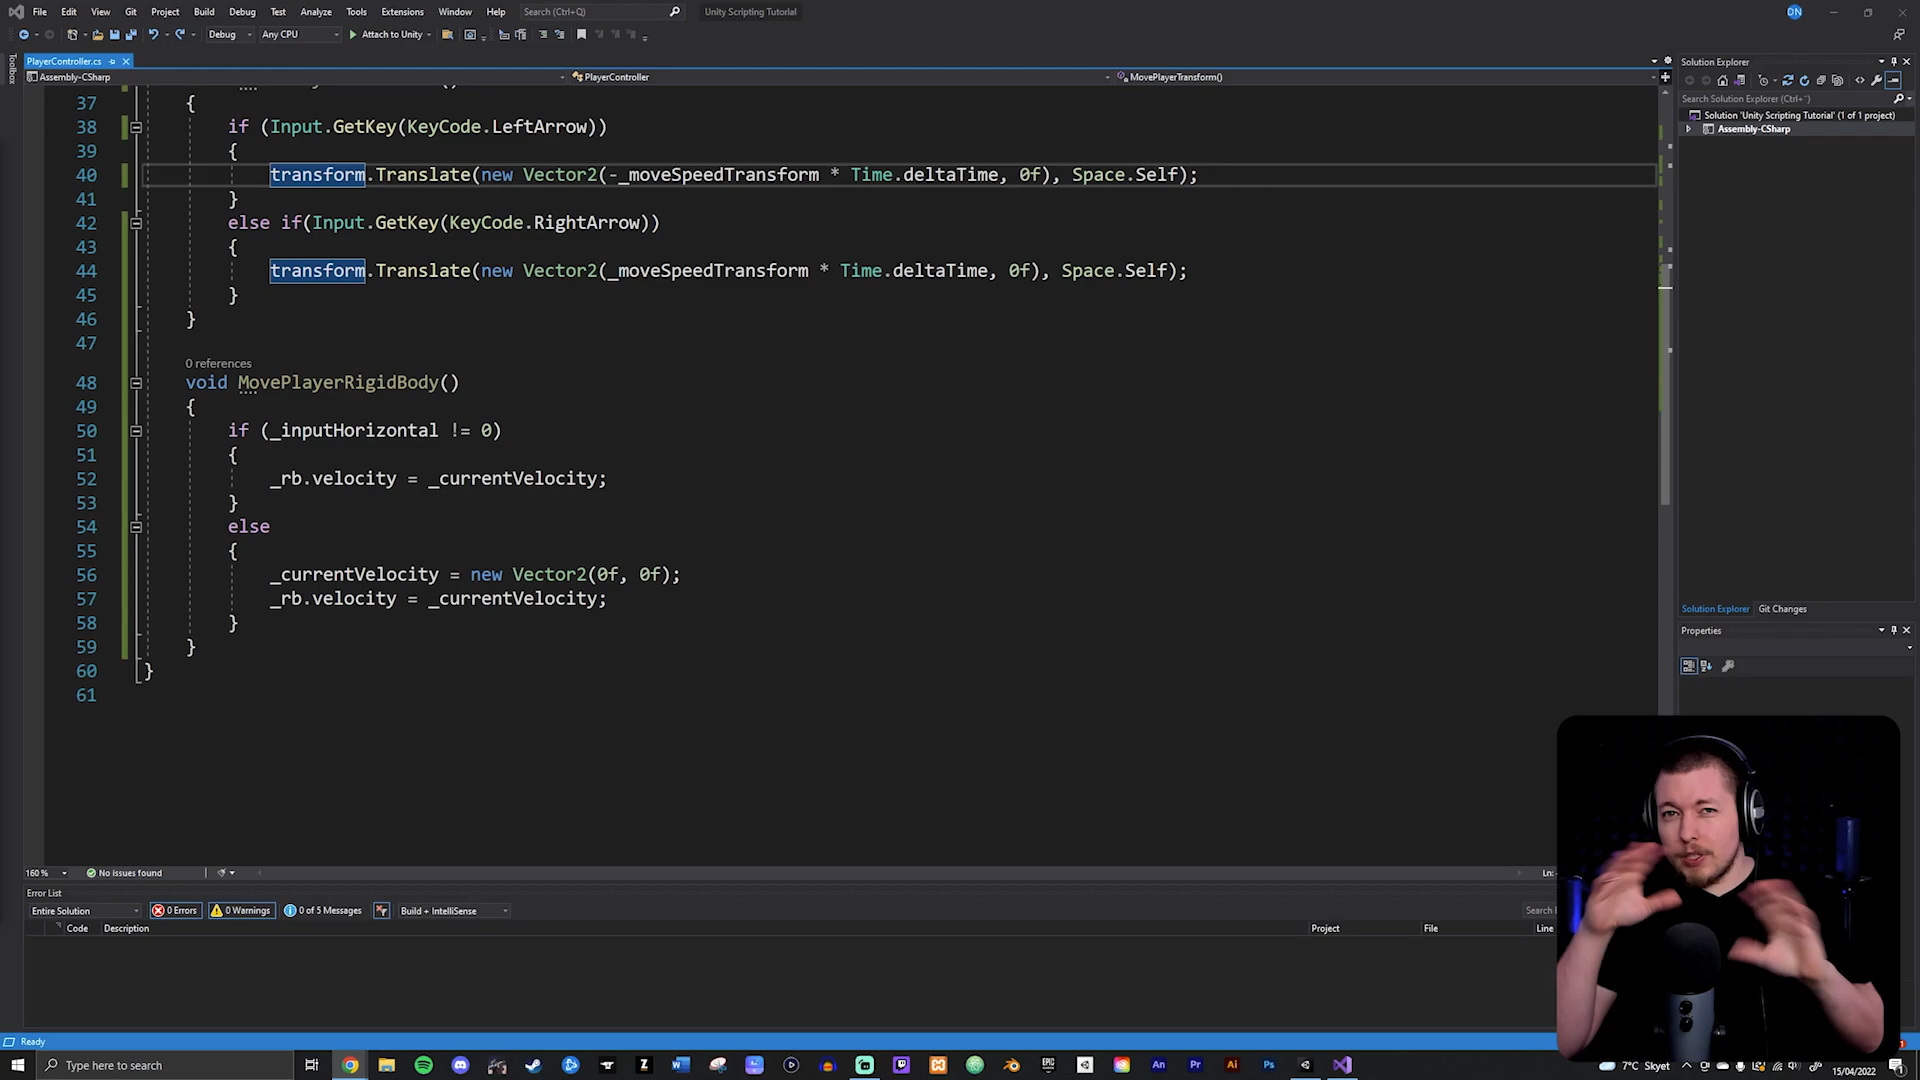 File Edit View Git Project Build Debug Test Analyze Tools Extensions Window Help Search (Ctrl+Q) Unity Scripting Tutorial DN
Debug Any CPU Attach to Unity
Toolbox
PlayerController.cs
Assembly-CSharp PlayerController MovePlayerTransform()
37 {
38 if (Input.GetKey(KeyCode.LeftArrow))
39 {
40 transform.Translate(new Vector2(-_moveSpeedTransform * Time.deltaTime, 0f), Space.Self);
41 }
42 else if(Input.GetKey(KeyCode.RightArrow))
43 {
44 transform.Translate(new Vector2(_moveSpeedTransform * Time.deltaTime, 0f), Space.Self);
45 }
46 }
47
0 references
48 void MovePlayerRigidBody()
49 {
50 if (_inputHorizontal != 0)
51 {
52 _rb.velocity = _currentVelocity;
53 }
54 else
55 {
56 _currentVelocity = new Vector2(0f, 0f);
57 _rb.velocity = _currentVelocity;
58 }
59 }
60 }
61
Solution Explorer
Search Solution Explorer (Ctrl+¨)
Solution 'Unity Scripting Tutorial' (1 of 1 project)
Assembly-CSharp
Solution Explorer Git Changes
Properties
160 % No issues found Ln:
Error List
Entire Solution 0 Errors 0 Warnings 0 of 5 Messages Build + IntelliSense Search
Code Description Project File Line
Ready
Type here to search
7°C Skyet
15/04/2022